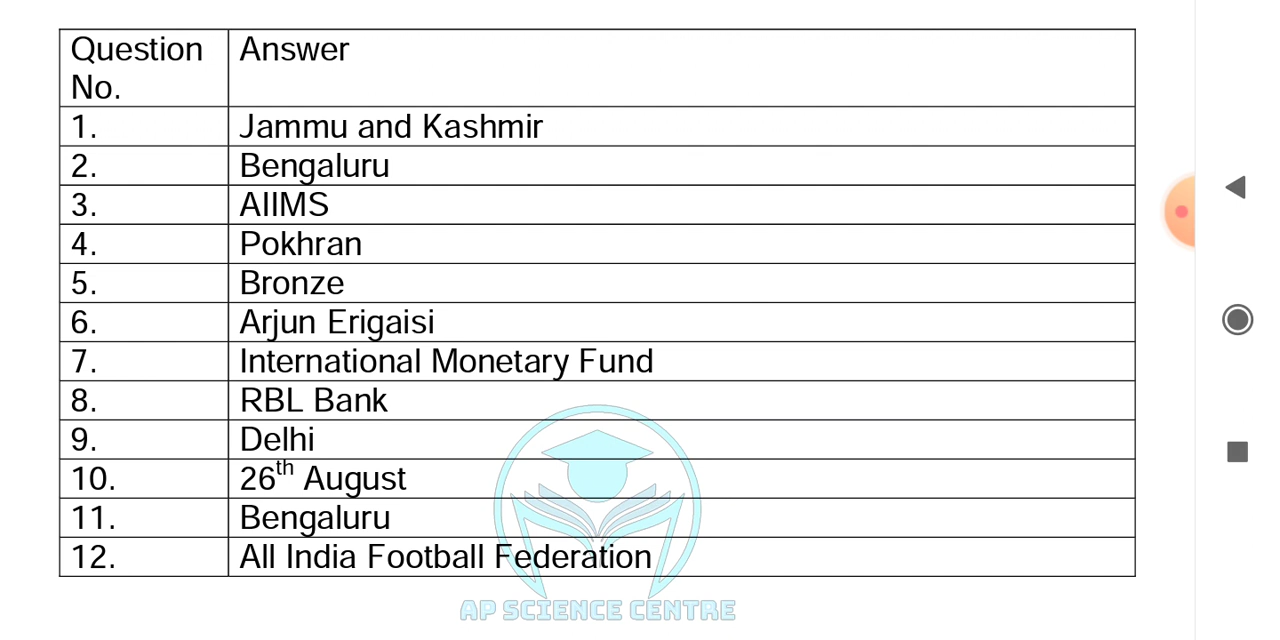 Question No. Answer
1. Jammu and Kashmir
2. Bengaluru
3. AIIMS
4. Pokhran
5. Bronze
6. Arjun Erigaisi
7. International Monetary Fund
8. RBL Bank
9. Delhi
10. 26th August
11. Bengaluru
12. All India Football Federation
AP SCIENCE CENTRE